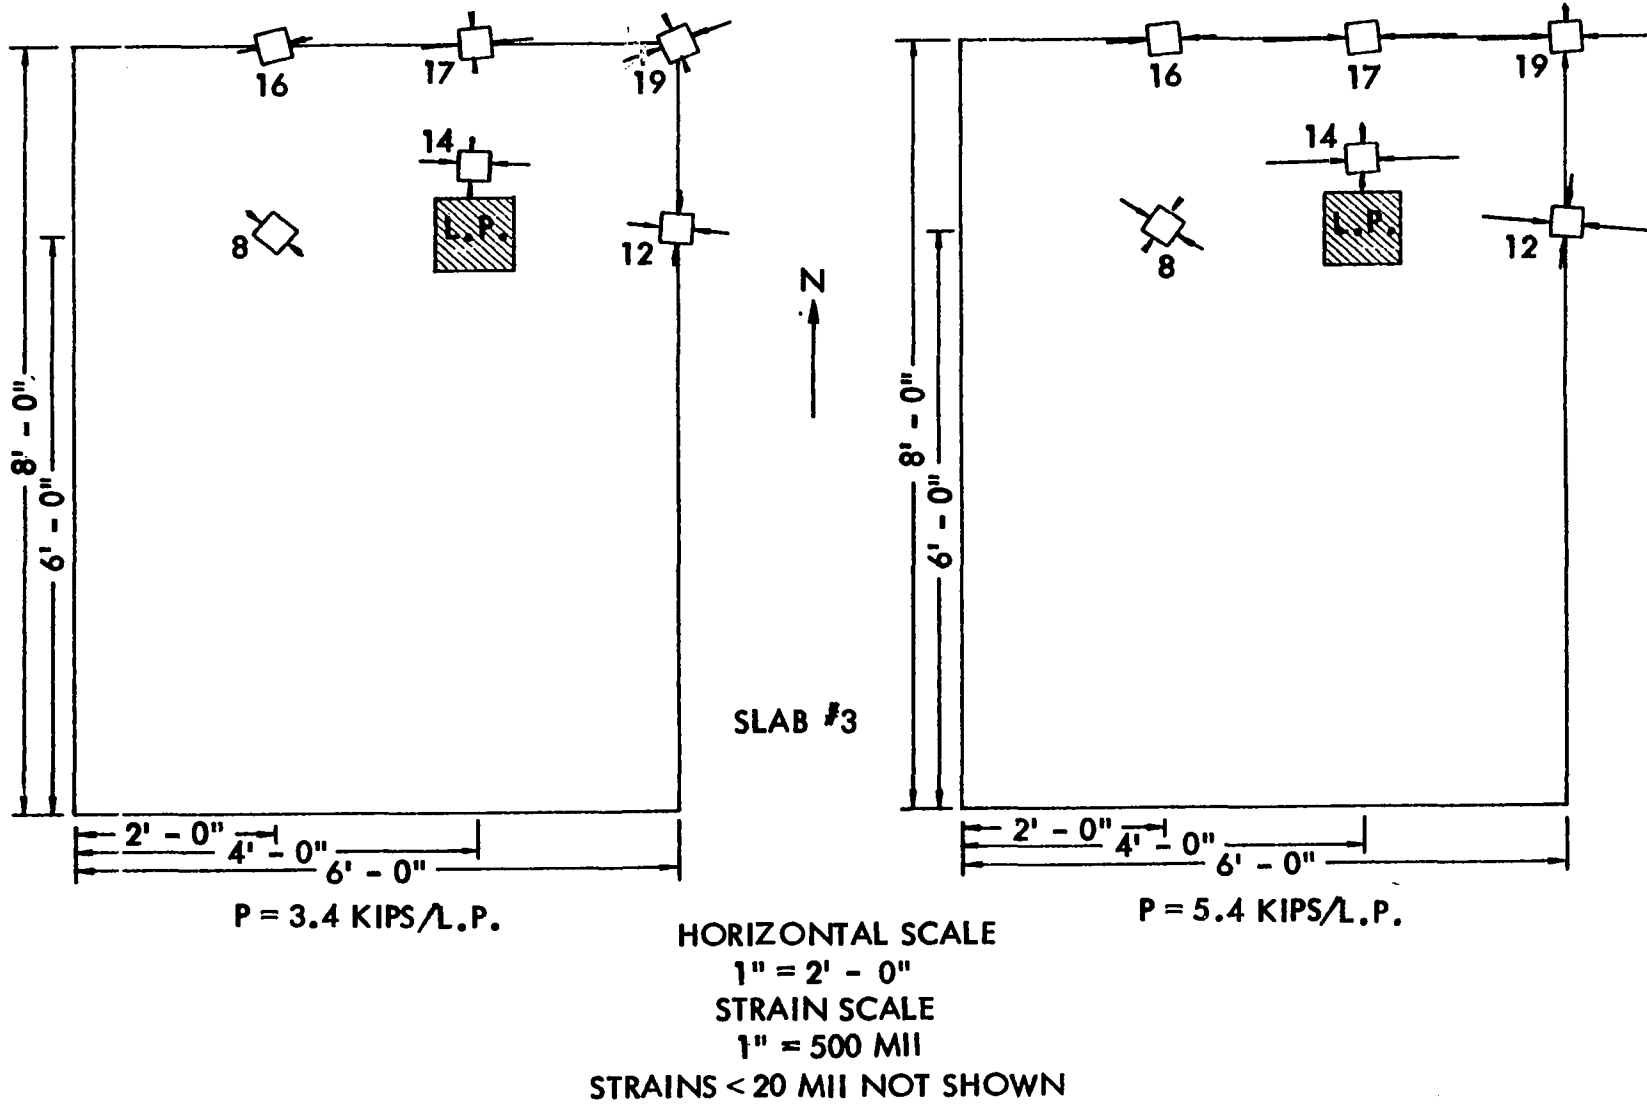 16
17
19
14
8
L.P.
12
8' - 0"
6' - 0"
2' - 0"
4' - 0"
6' - 0"
P = 3.4 KIPS/L.P.
N
SLAB #3
16
17
19
14
8
L.P.
12
8' - 0"
6' - 0"
2' - 0"
4' - 0"
6' - 0"
P = 5.4 KIPS/L.P.
HORIZONTAL SCALE
1" = 2' - 0"
STRAIN SCALE
1" = 500 MII
STRAINS < 20 MII NOT SHOWN